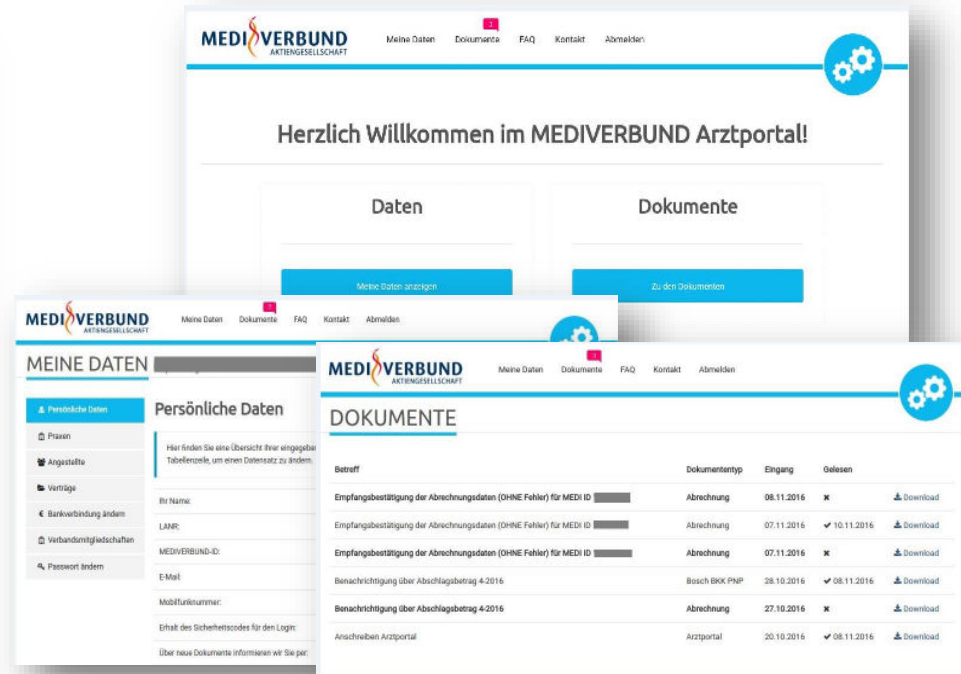 MEDIVERBUND
AKTIENGESELLSCHAFT
Meine Daten Dokumente FAQ Kontakt Abmelden
Herzlich Willkommen im MEDIVERBUND Arztportal!
Daten Dokumente
Meine Daten anzeigen Zu den Dokumenten
MEDIVERBUND
AKTIENGESELLSCHAFT
Meine Daten Dokumente FAQ Kontakt Abmelden
MEINE DATEN
Persönliche Daten
Praxen
Angestellte
Verträge
Bankverbindung ändern
Verbandsmitgliedschaften
Passwort ändern
Persönliche Daten
Hier finden Sie eine Übersicht Ihrer
Tabellenzeile, um einen Datensatz zu ändern.
Ihr Name:
LANR:
MEDIVERBUND-ID:
E-Mail:
Mobilfunknummer:
Erhalt des Sicherheitscodes für den Login:
Über neue Dokumente informieren wir Sie per:
MEDIVERBUND
AKTIENGESELLSCHAFT
3
Meine Daten Dokumente FAQ Kontakt Abmelden
DOKUMENTE
Betreff Dokumententyp Eingang Gelesen
Empfangsbestätigung der Abrechnungsdaten (OHNE Fehler) für MEDI ID Abrechnung 08.11.2016 ✖ Download
Empfangsbestätigung der Abrechnungsdaten (OHNE Fehler) für MEDI ID Abrechnung 07.11.2016 ✔ 10.11.2016 Download
Empfangsbestätigung der Abrechnungsdaten (OHNE Fehler) für MEDI ID Abrechnung 07.11.2016 ✖ Download
Benachrichtigung über Abschlagsbetrag 4-2016 Bosch BKK PNP 28.10.2016 ✔ 08.11.2016 Download
Benachrichtigung über Abschlagsbetrag 4-2016 Abrechnung 27.10.2016 ✖ Download
Anschreiben Arztportal Arztportal 20.10.2016 ✔ 08.11.2016 Download